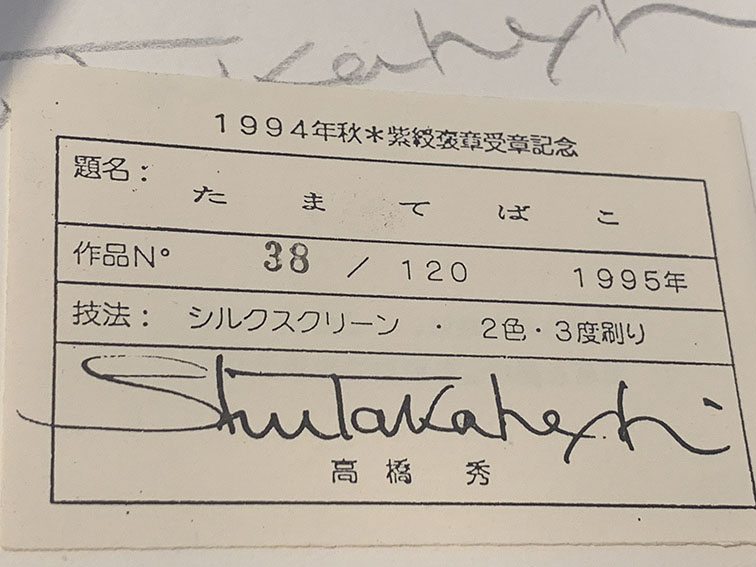 Takahashi
1994年秋*紫綬褒章受章記念
題名：
た ま て ば こ
作品N° 38 / 120 1995年
技法： シルクスクリーン ・ 2色・3度刷り
Shu Takahashi
高橋 秀